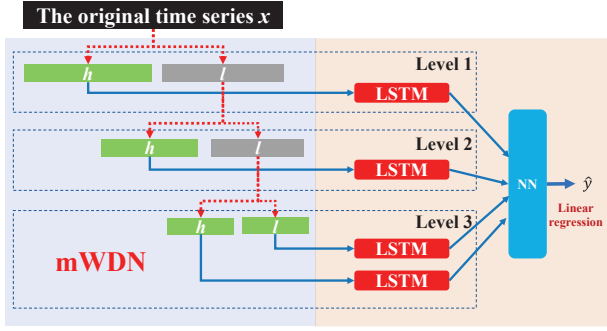 The original time series x
h l Level 1
LSTM
h l Level 2
LSTM
NN ŷ
h l Level 3
Linear
regression
mWDN LSTM
LSTM